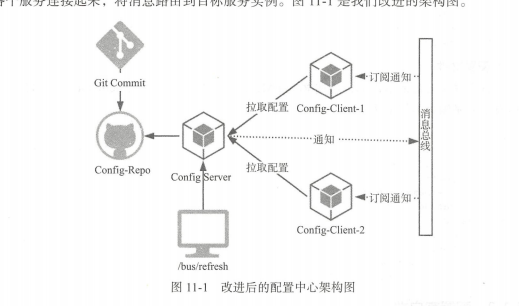 各个服务连接起来，将消息路由到目标服务实例。图 11-1 是我们改进的架构图。
Git Commit
Config-Repo
Config Server
/bus/refresh
拉取配置
Config-Client-1
订阅通知
通知
消息总线
拉取配置
Config-Client-2
订阅通知
图 11-1 改进后的配置中心架构图